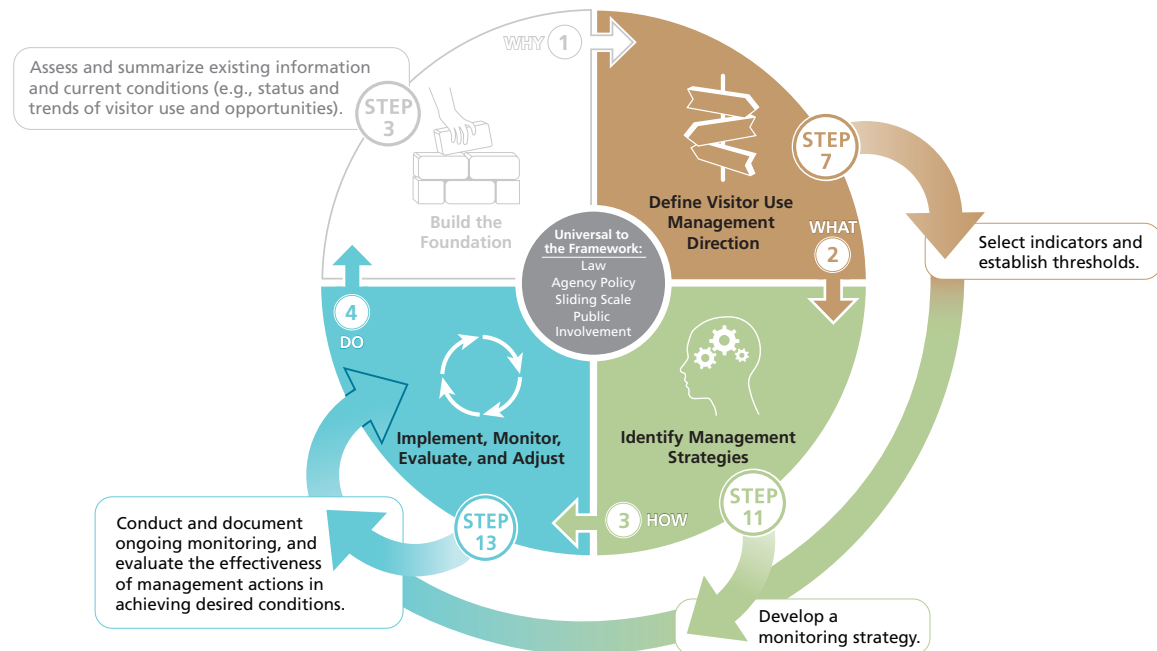 WHY 1
Assess and summarize existing information
and current conditions (e.g., status and
trends of visitor use and opportunities).
STEP
3
Build the
Foundation
STEP
7
Define Visitor Use
Management
Direction
WHAT
2
Select indicators and
establish thresholds.
Universal to
the Framework:
Law
Agency Policy
Sliding Scale
Public
Involvement
4
DO
Implement, Monitor,
Evaluate, and Adjust
Identify Management
Strategies
STEP
11
3 HOW
STEP
13
Conduct and document
ongoing monitoring, and
evaluate the effectiveness
of management actions in
achieving desired conditions.
Develop a
monitoring strategy.